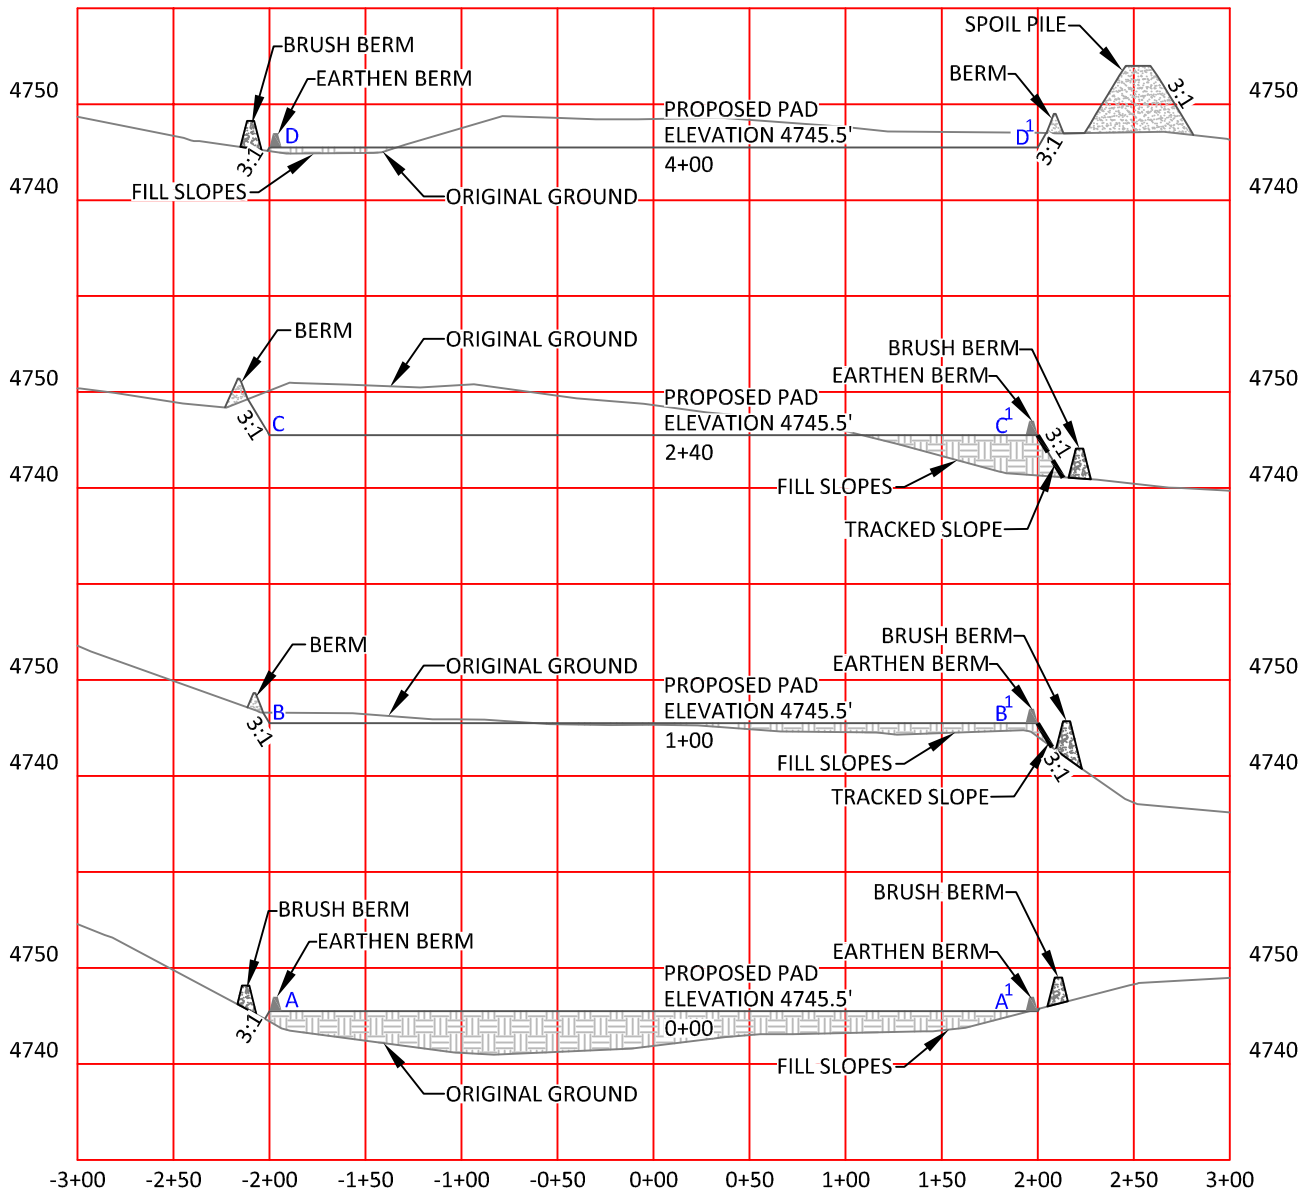 SPOIL PILE
BRUSH BERM
EARTHEN BERM
BERM
3:1
4750
4750
PROPOSED PAD
ELEVATION 4745.5'
4+00
D
D1
3:1
3:1
4740
4740
FILL SLOPES
ORIGINAL GROUND
BERM
ORIGINAL GROUND
BRUSH BERM
EARTHEN BERM
4750
4750
PROPOSED PAD
ELEVATION 4745.5'
2+40
C
C1
3:1
3:1
4740
4740
FILL SLOPES
TRACKED SLOPE
BERM
ORIGINAL GROUND
BRUSH BERM
EARTHEN BERM
4750
4750
PROPOSED PAD
ELEVATION 4745.5'
1+00
B
B1
3:1
3:1
4740
4740
FILL SLOPES
TRACKED SLOPE
BRUSH BERM
EARTHEN BERM
BRUSH BERM
EARTHEN BERM
4750
4750
PROPOSED PAD
ELEVATION 4745.5'
0+00
A
A1
3:1
4740
4740
FILL SLOPES
ORIGINAL GROUND
-3+00 -2+50 -2+00 -1+50 -1+00 -0+50 0+00 0+50 1+00 1+50 2+00 2+50 3+00